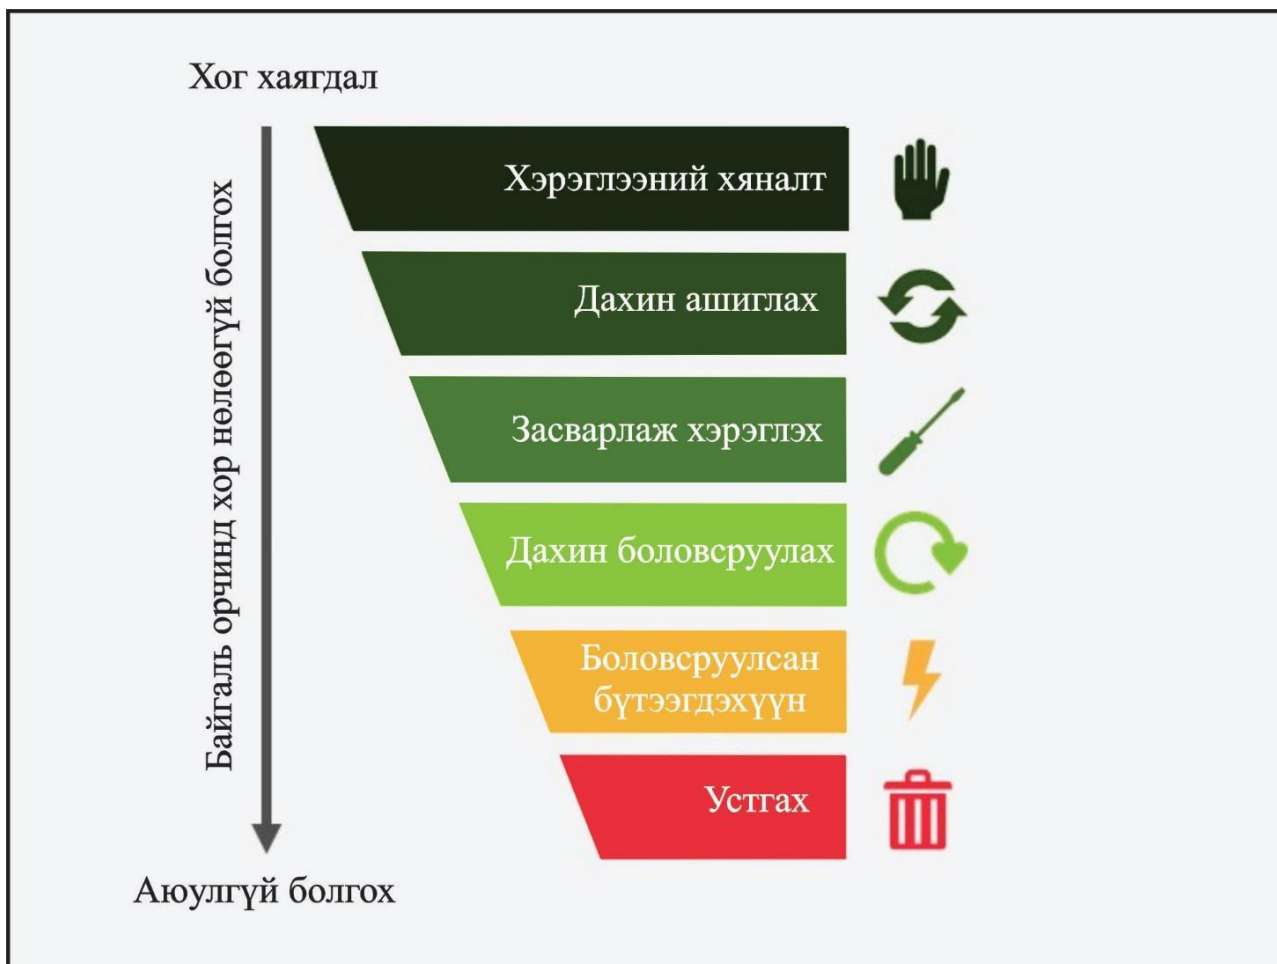 Хог хаягдал
Байгаль орчинд хор нөлөөгүй болгох
Хэрэглээний хяналт
Дахин ашиглах
Засварлаж хэрэглэх
Дахин боловсруулах
Боловсруулсан
бүтээгдэхүүн
Устгах
Аюулгүй болгох